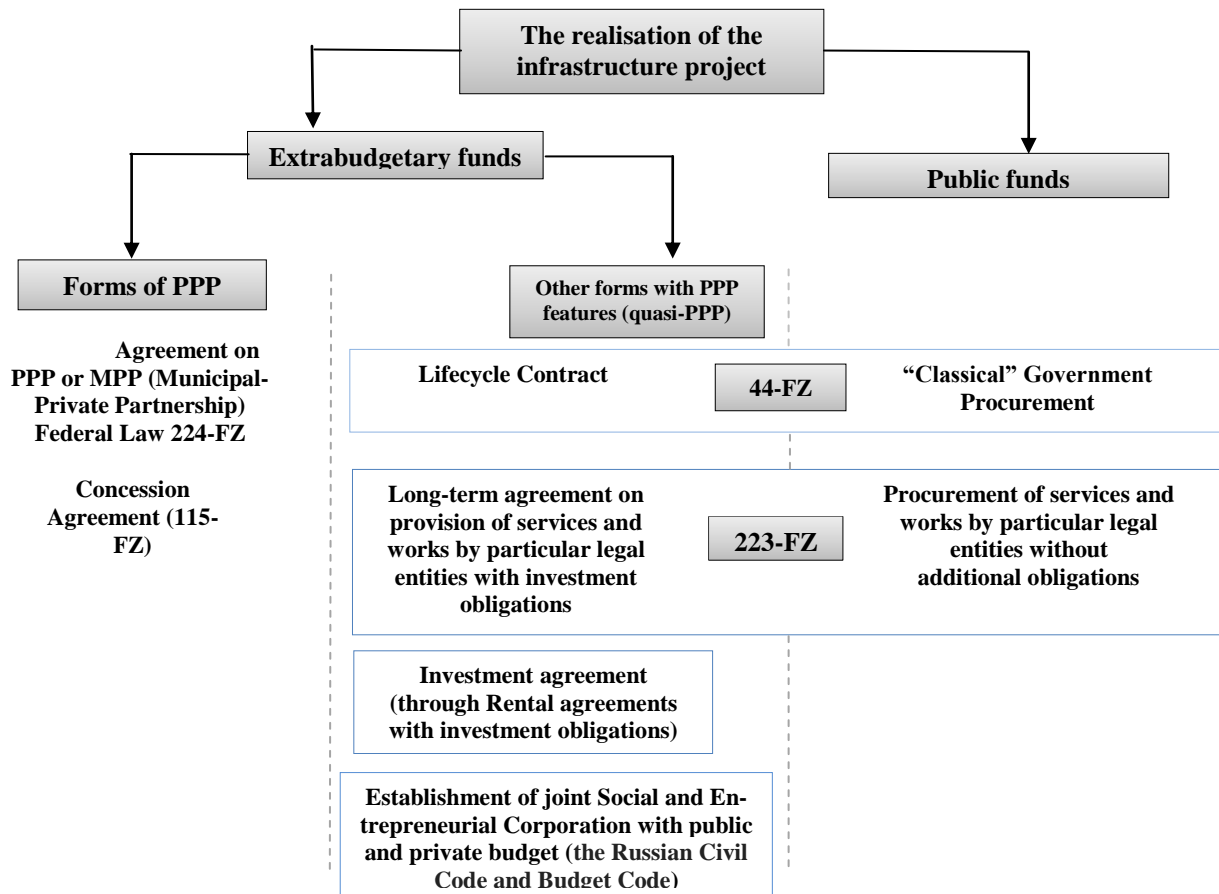 The realisation of the
infrastructure project
Extrabudgetary funds
Public funds
Forms of PPP
Other forms with PPP
features (quasi-PPP)
Agreement on
PPP or MPP (Municipal-
Private Partnership)
Federal Law 224-FZ
Concession
Agreement (115-
FZ)
Lifecycle Contract
44-FZ
“Classical” Government
Procurement
Long-term agreement on
provision of services and
works by particular legal
entities with investment
obligations
223-FZ
Procurement of services and
works by particular legal
entities without
additional obligations
Investment agreement
(through Rental agreements
with investment obligations)
Establishment of joint Social and En-
trepreneurial Corporation with public
and private budget (the Russian Civil
Code and Budget Code)